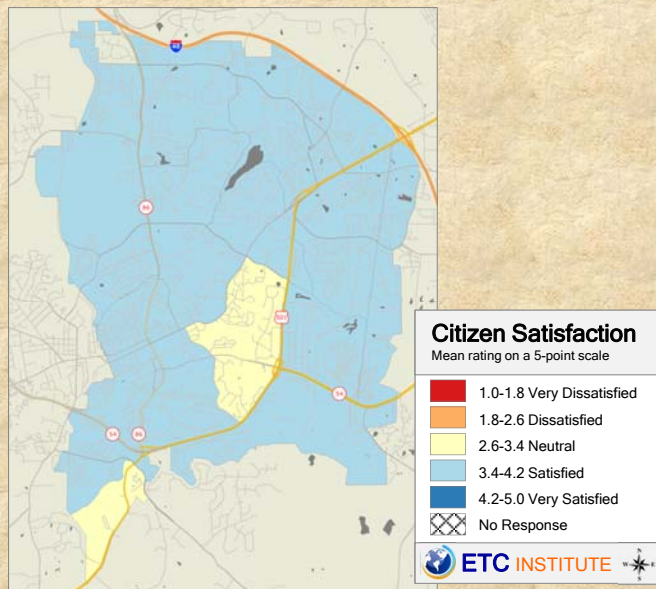 40
86
501
54
54
86
Citizen Satisfaction
Mean rating on a 5-point scale
1.0-1.8 Very Dissatisfied
1.8-2.6 Dissatisfied
2.6-3.4 Neutral
3.4-4.2 Satisfied
4.2-5.0 Very Satisfied
No Response
ETC INSTITUTE
N
W E
S